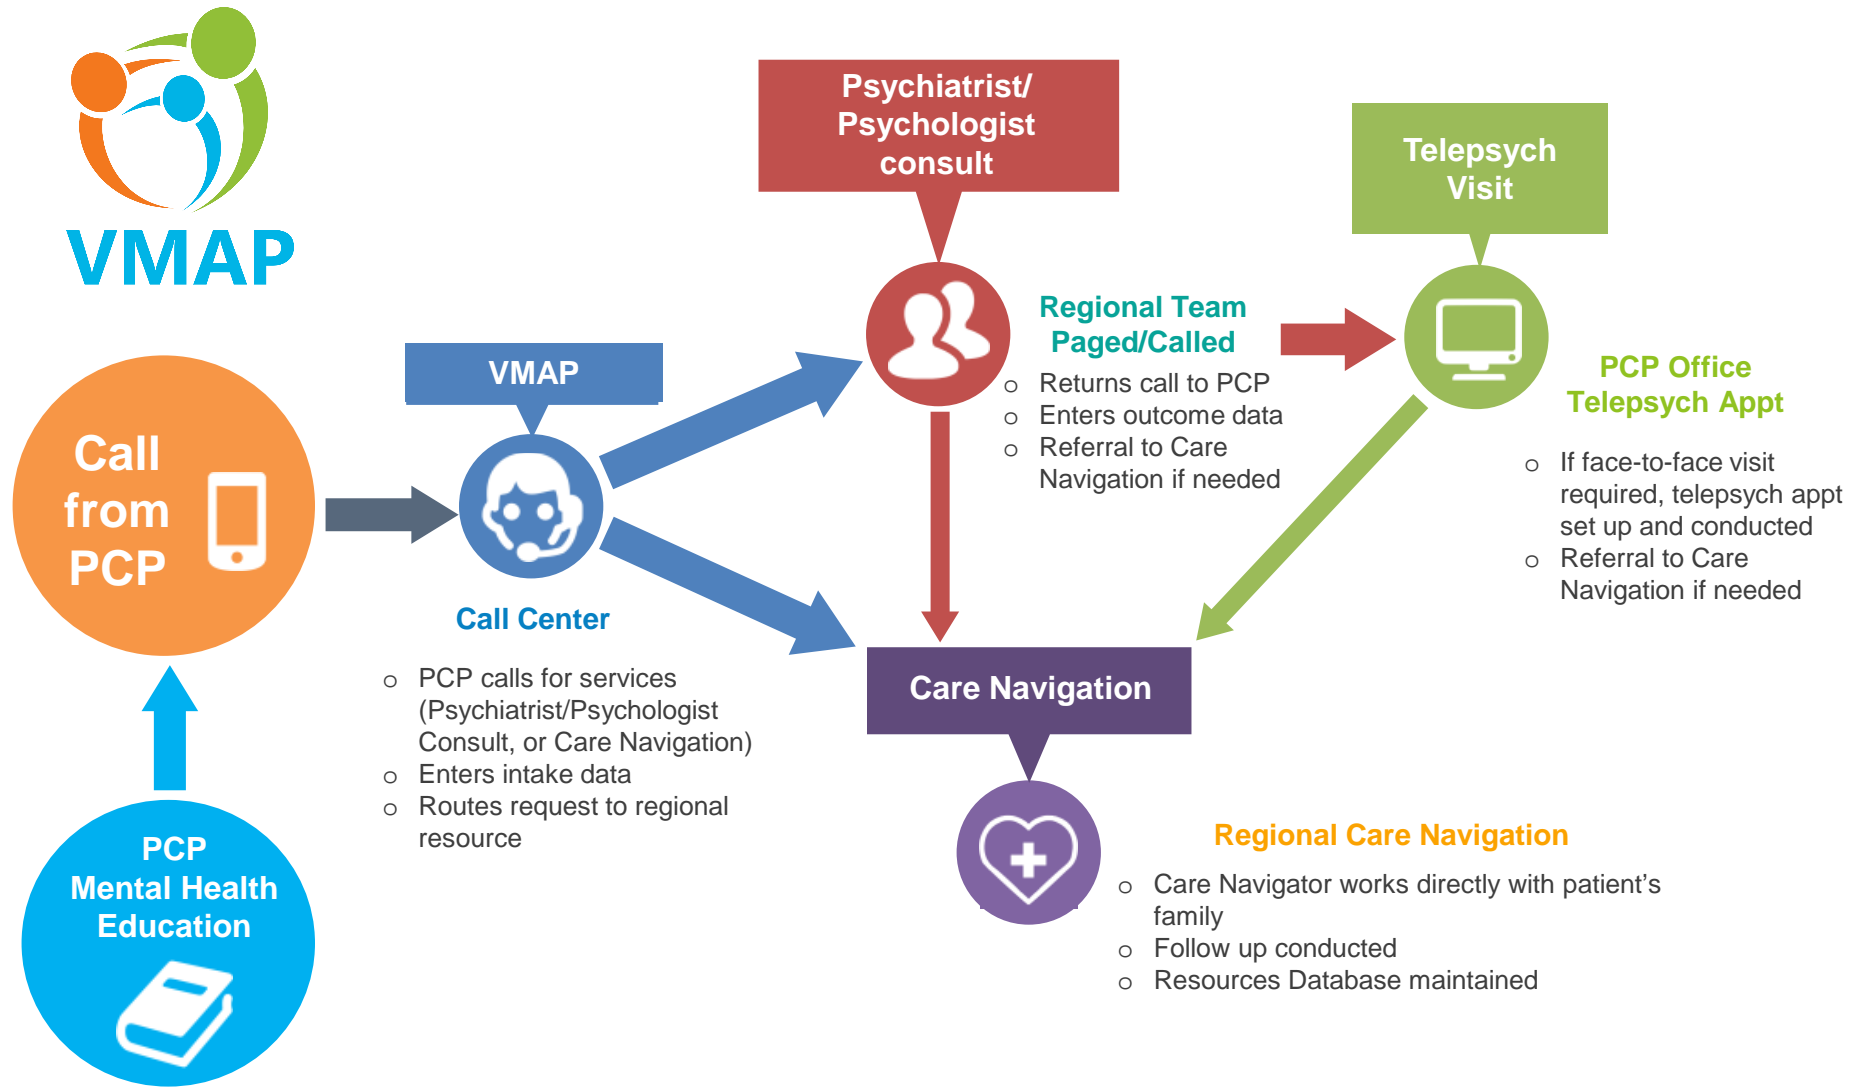 VMAP
Call
from
PCP
PCP
Mental Health
Education
VMAP
Call Center
o PCP calls for services
(Psychiatrist/Psychologist
Consult, or Care Navigation)
o Enters intake data
o Routes request to regional
resource
Psychiatrist/
Psychologist
consult
Regional Team
Paged/Called
o Returns call to PCP
o Enters outcome data
o Referral to Care
Navigation if needed
Telepsych
Visit
PCP Office
Telepsych Appt
o If face-to-face visit
required, telepsych appt
set up and conducted
o Referral to Care
Navigation if needed
Care Navigation
Regional Care Navigation
o Care Navigator works directly with patient’s
family
o Follow up conducted
o Resources Database maintained